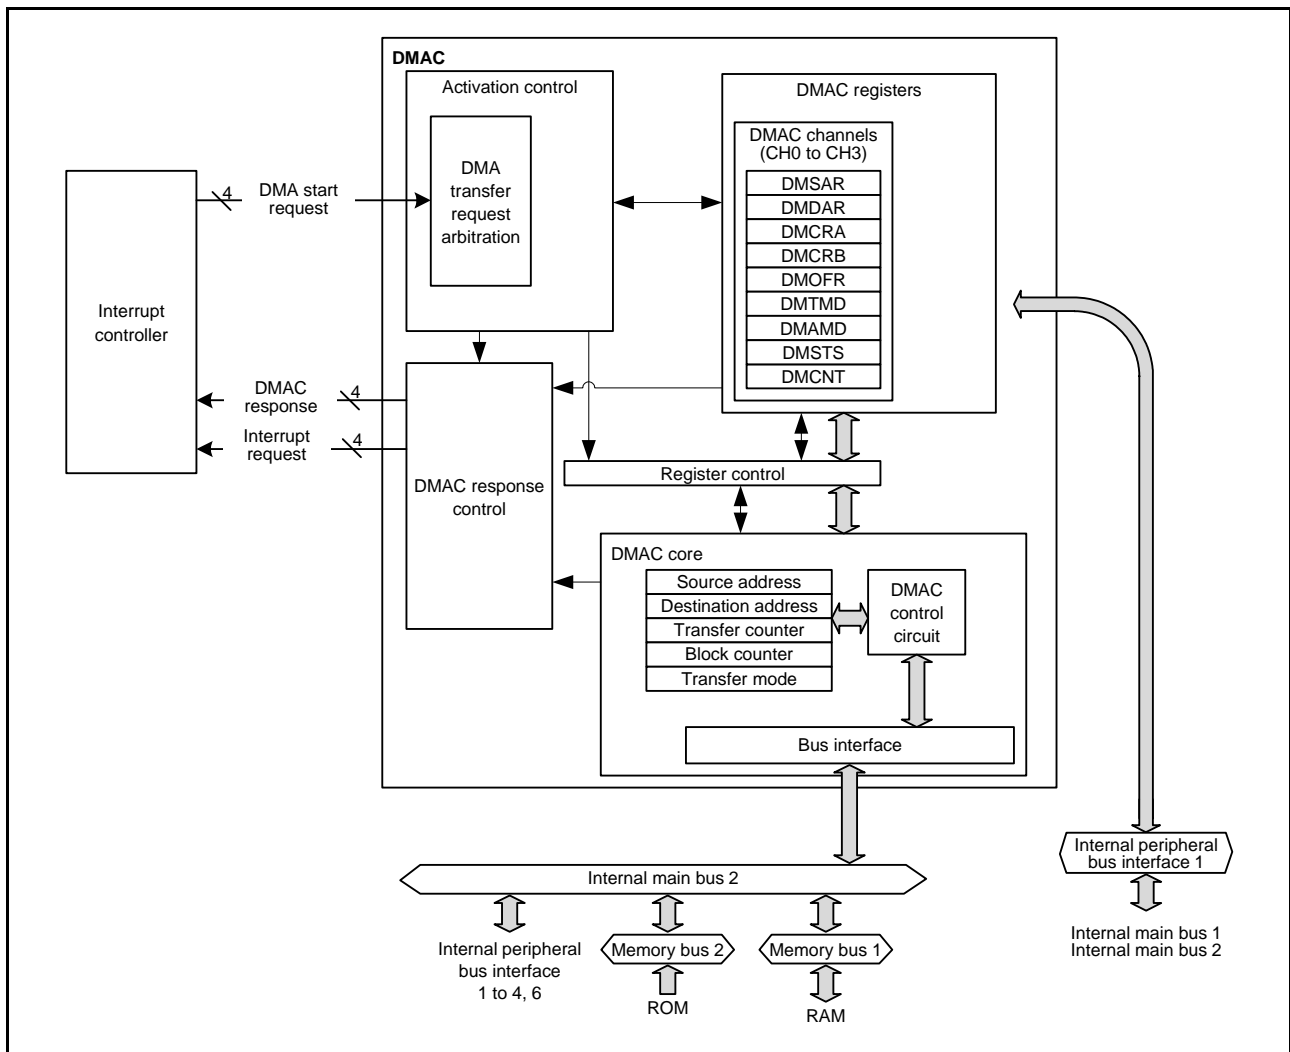 DMAC
Activation control
DMA
transfer
request
arbitration
DMAC registers
DMAC channels
(CH0 to CH3)
DMSAR
DMDAR
DMCRA
DMCRB
DMOFR
DMTMD
DMAMD
DMSTS
DMCNT
Interrupt
controller
4
DMA start
request
DMAC
response
4
Interrupt
request
4
DMAC response
control
Register control
DMAC core
Source address
Destination address
Transfer counter
Block counter
Transfer mode
DMAC
control
circuit
Bus interface
Internal main bus 2
Internal peripheral
bus interface
1 to 4, 6
Memory bus 2
ROM
Memory bus 1
RAM
Internal peripheral
bus interface 1
Internal main bus 1
Internal main bus 2